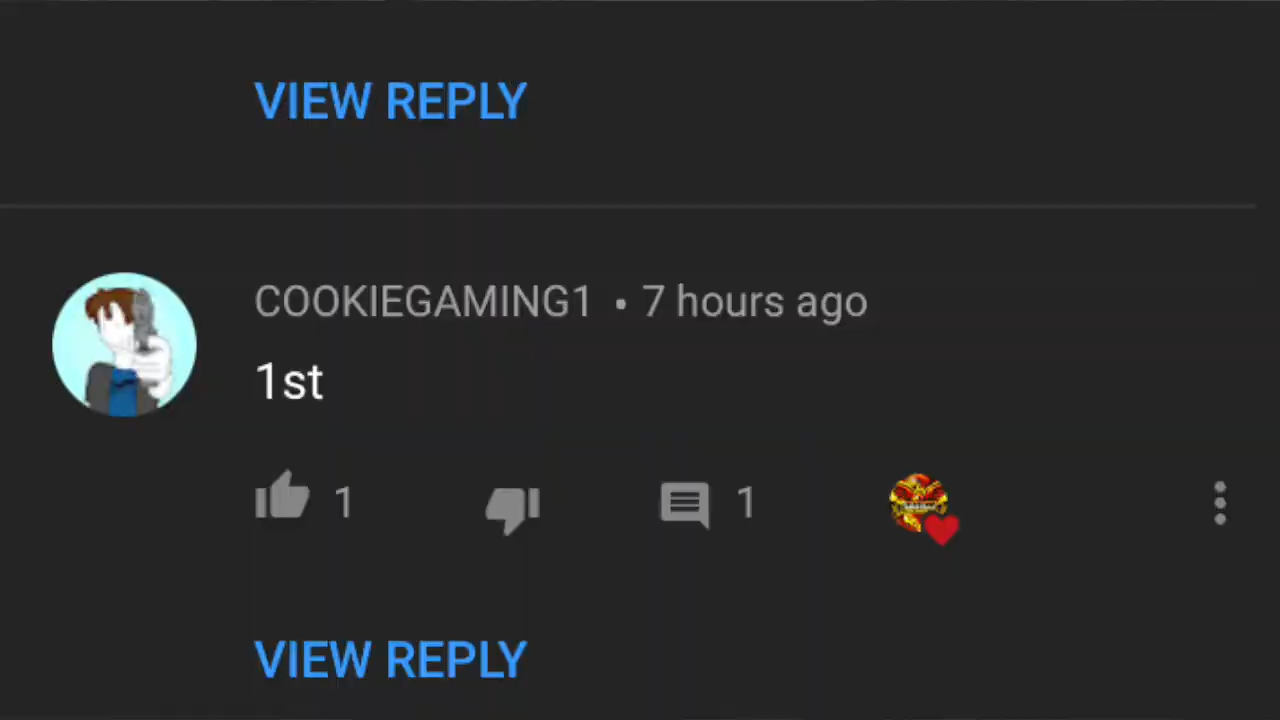 VIEW REPLY
COOKIEGAMING1 • 7 hours ago
1st
1 1
VIEW REPLY